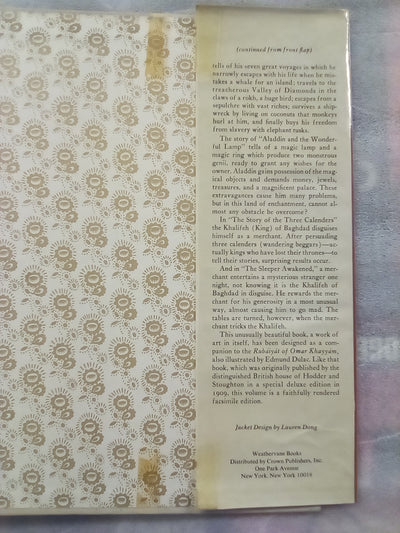 (continued from front flap)
tells of his seven great voyages in which he
narrowly escapes with his life when he mis-
takes a whale for an island; travels to the
treacherous Valley of Diamonds in the
claws of a rokh, a huge bird; escapes from a
sepulchre with vast riches; survives a ship-
wreck by living on coconuts that monkeys
hurl at him, and finally buys his freedom
from slavery with elephant tusks.
The story of "Aladdin and the Wonder-
ful Lamp" tells of a magic lamp and a
magic ring which produce two monstrous
genii, ready to grant any wishes for the
owner. Aladdin gains possession of the mag-
ical objects and demands money, jewels,
treasures, and a magnificent palace. These
extravagances cause him many problems,
but in this land of enchantment, cannot al-
most any obstacle be overcome?
In "The Story of the Three Calenders"
the Khalifeh (King) of Baghdad disguises
himself as a merchant. After persuading
three calenders (wandering beggars)—ac-
tually kings who have lost their thrones—to
tell their stories, surprising results occur.
And in "The Sleeper Awakened," a mer-
chant entertains a mysterious stranger one
night, not knowing it is the Khalifeh of
Baghdad in disguise. He rewards the mer-
chant for his generosity in a most unusual
way, almost causing him to go mad. The
tables are turned, however, when the mer-
chant tricks the Khalifeh.
This unusually beautiful book, a work of
art in itself, has been designed as a com-
panion to the Rubáiyát of Omar Khayyám,
also illustrated by Edmund Dulac. Like that
book, which was originally published by the
distinguished British house of Hodder and
Stoughton in a special deluxe edition in
1909, this volume is a faithfully rendered
facsimile edition.
Jacket Design by Lauren Dong
Weathervane Books
Distributed by Crown Publishers, Inc.
One Park Avenue
New York, New York 10016